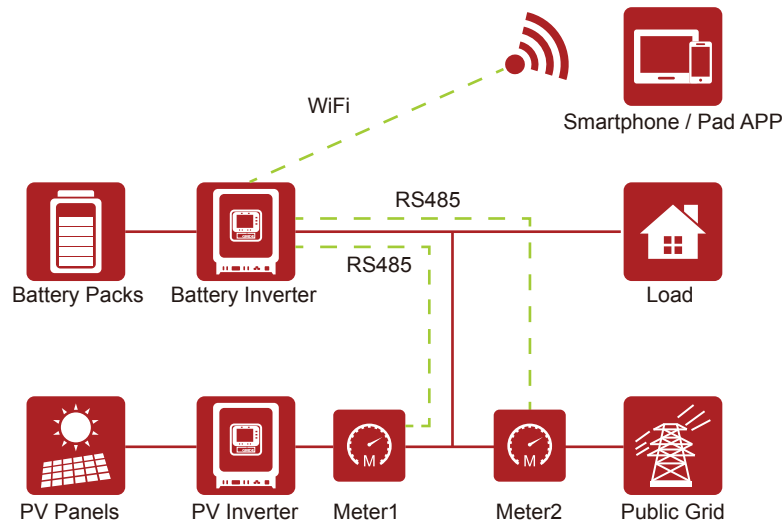 WiFi
Smartphone / Pad APP
RS485
RS485
Battery Packs
Battery Inverter
Load
M
M
PV Panels
PV Inverter
Meter1
Meter2
Public Grid